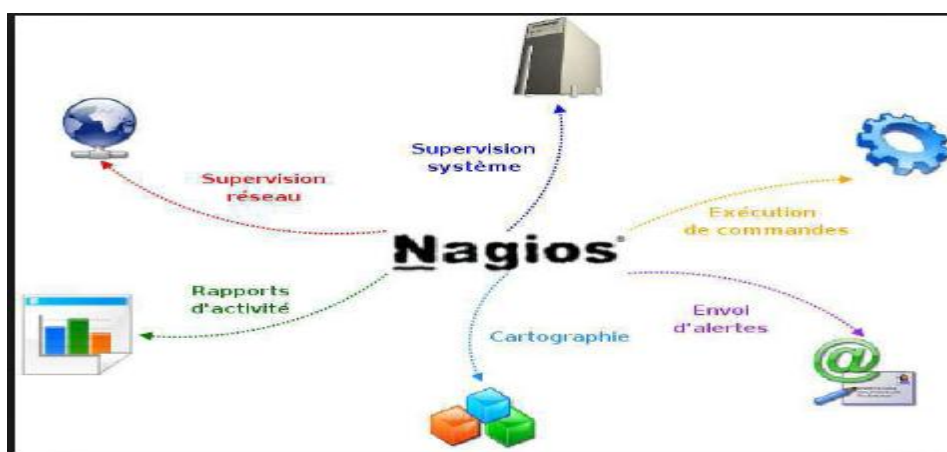 Supervision
système
Supervision
réseau
Exécution
de commandes
Nagios®
Rapports
d'activité
Envoi
d'alertes
Cartographie
@